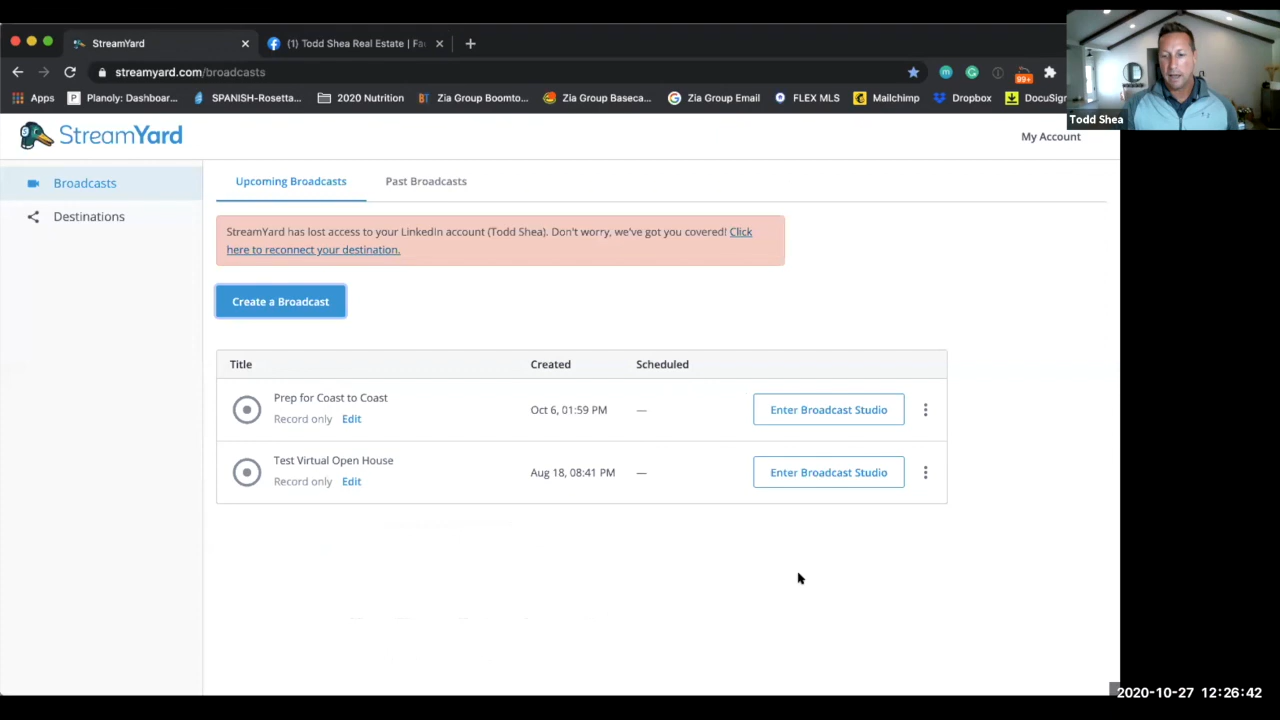 StreamYard
(1) Todd Shea Real Estate | Fac
streamyard.com/broadcasts
99+
Apps
Planoly: Dashboar...
SPANISH-Rosetta...
2020 Nutrition
BT
Zia Group Boomto...
Zia Group Baseca...
Zia Group Email
FLEX MLS
Mailchimp
Dropbox
DocuSign
Todd Shea
StreamYard
My Account
Broadcasts
Destinations
Upcoming Broadcasts
Past Broadcasts
StreamYard has lost access to your LinkedIn account (Todd Shea). Don't worry, we've got you covered! Click
here to reconnect your destination.
Create a Broadcast
Title
Created
Scheduled
Prep for Coast to Coast
Record only Edit
Oct 6, 01:59 PM
—
Enter Broadcast Studio
Test Virtual Open House
Record only Edit
Aug 18, 08:41 PM
—
Enter Broadcast Studio
2020-10-27 12:26:42